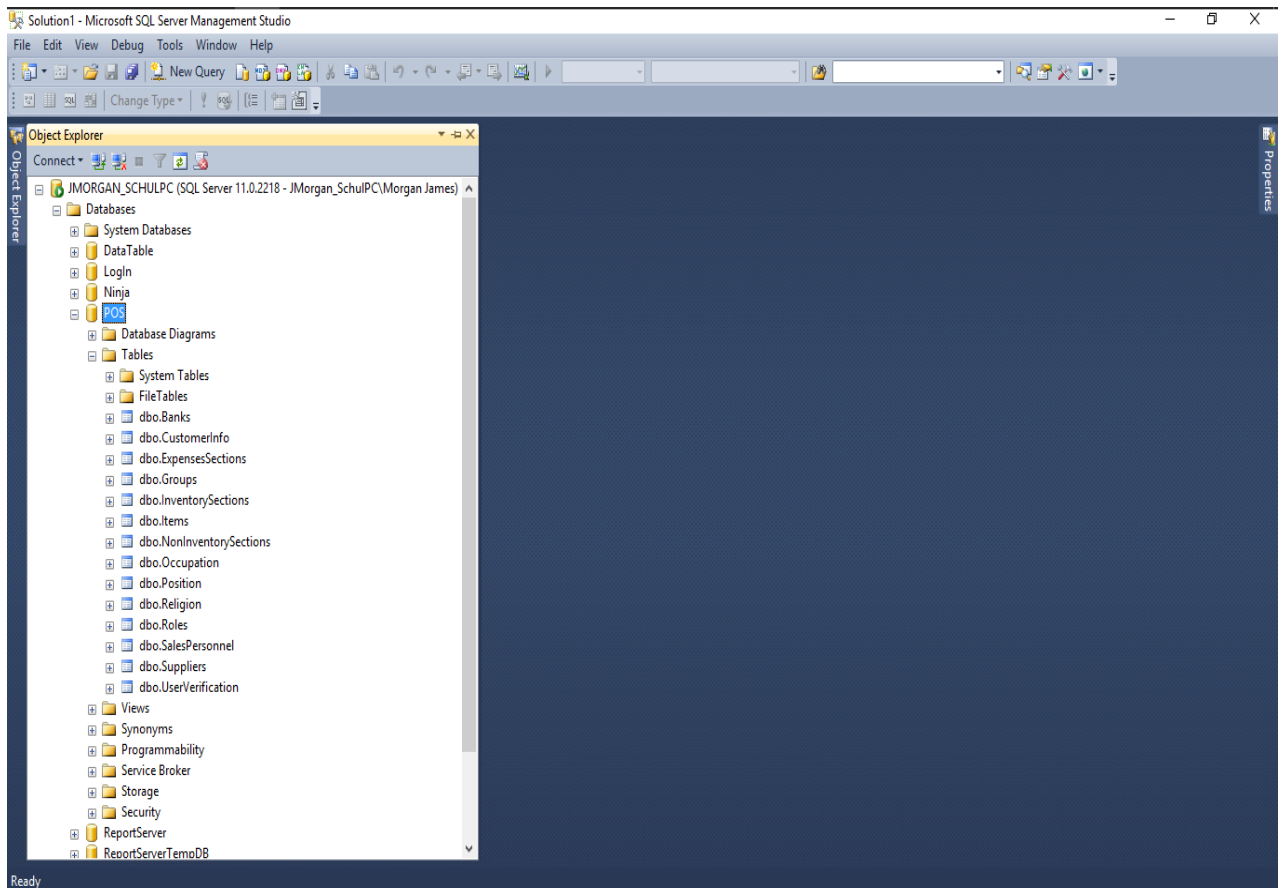 Solution1 - Microsoft SQL Server Management Studio
File Edit View Debug Tools Window Help
New Query
Change Type
Object Explorer
Object Explorer
Properties
Connect
JMORGAN_SCHULPC (SQL Server 11.0.2218 - JMorgan_SchulPC\Morgan James)
Databases
System Databases
DataTable
LogIn
Ninja
POS
Database Diagrams
Tables
System Tables
FileTables
dbo.Banks
dbo.CustomerInfo
dbo.ExpensesSections
dbo.Groups
dbo.InventorySections
dbo.Items
dbo.NonInventorySections
dbo.Occupation
dbo.Position
dbo.Religion
dbo.Roles
dbo.SalesPersonnel
dbo.Suppliers
dbo.UserVerification
Views
Synonyms
Programmability
Service Broker
Storage
Security
ReportServer
ReportServerTempDB
Ready